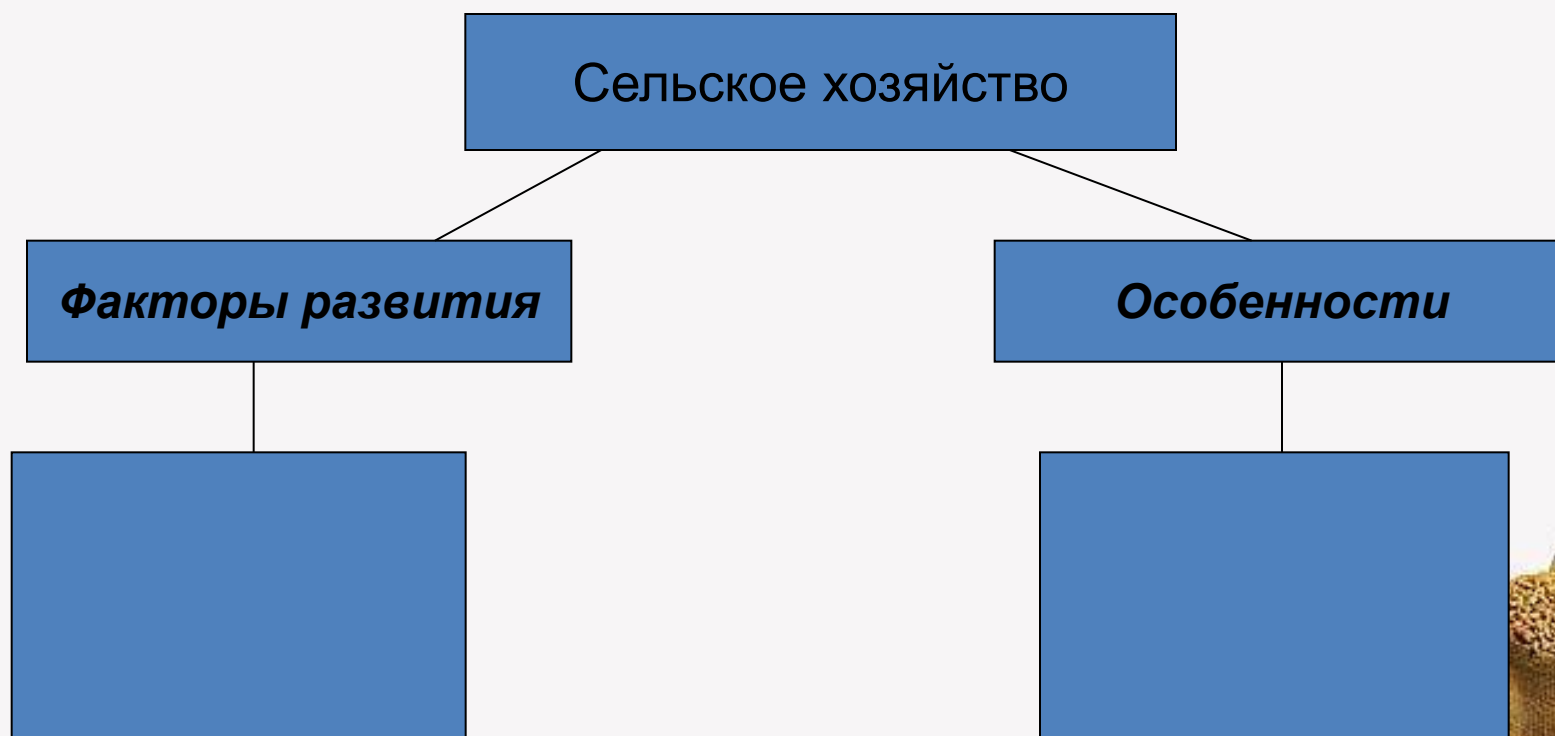 Сельское хозяйство
Факторы развития
Особенности